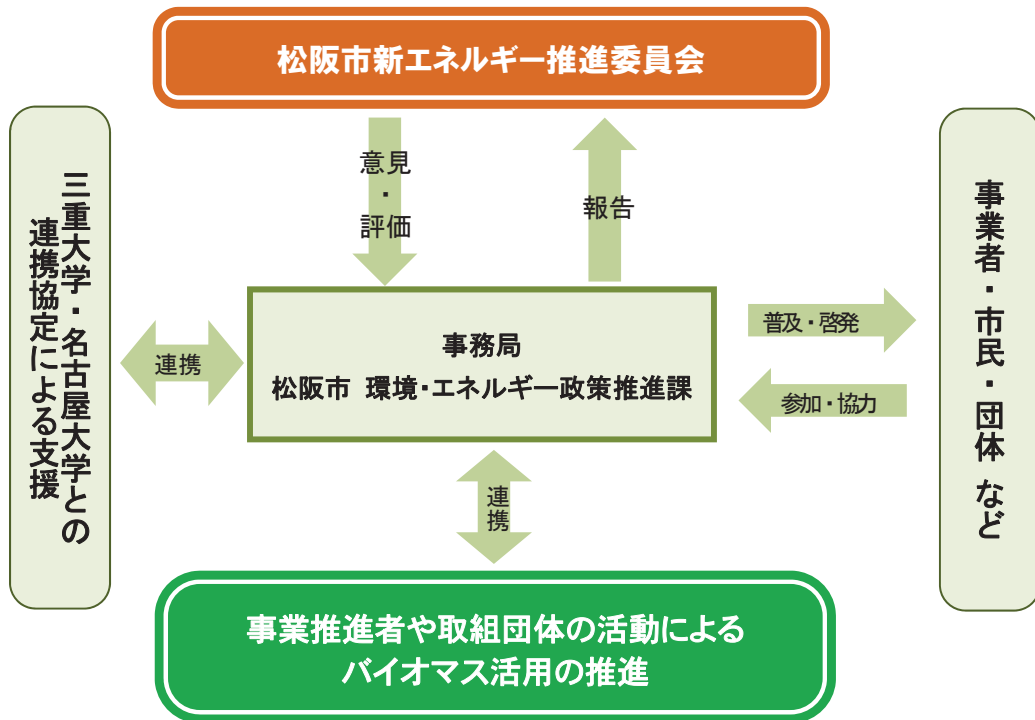 松阪市新エネルギー推進委員会
意見
・
評価
報告
三重大学・名古屋大学との
連携協定による支援
連携
事務局
松阪市 環境・エネルギー政策推進課
普及・啓発
参加・協力
事業者・市民・団体 など
連携
事業推進者や取組団体の活動による
バイオマス活用の推進